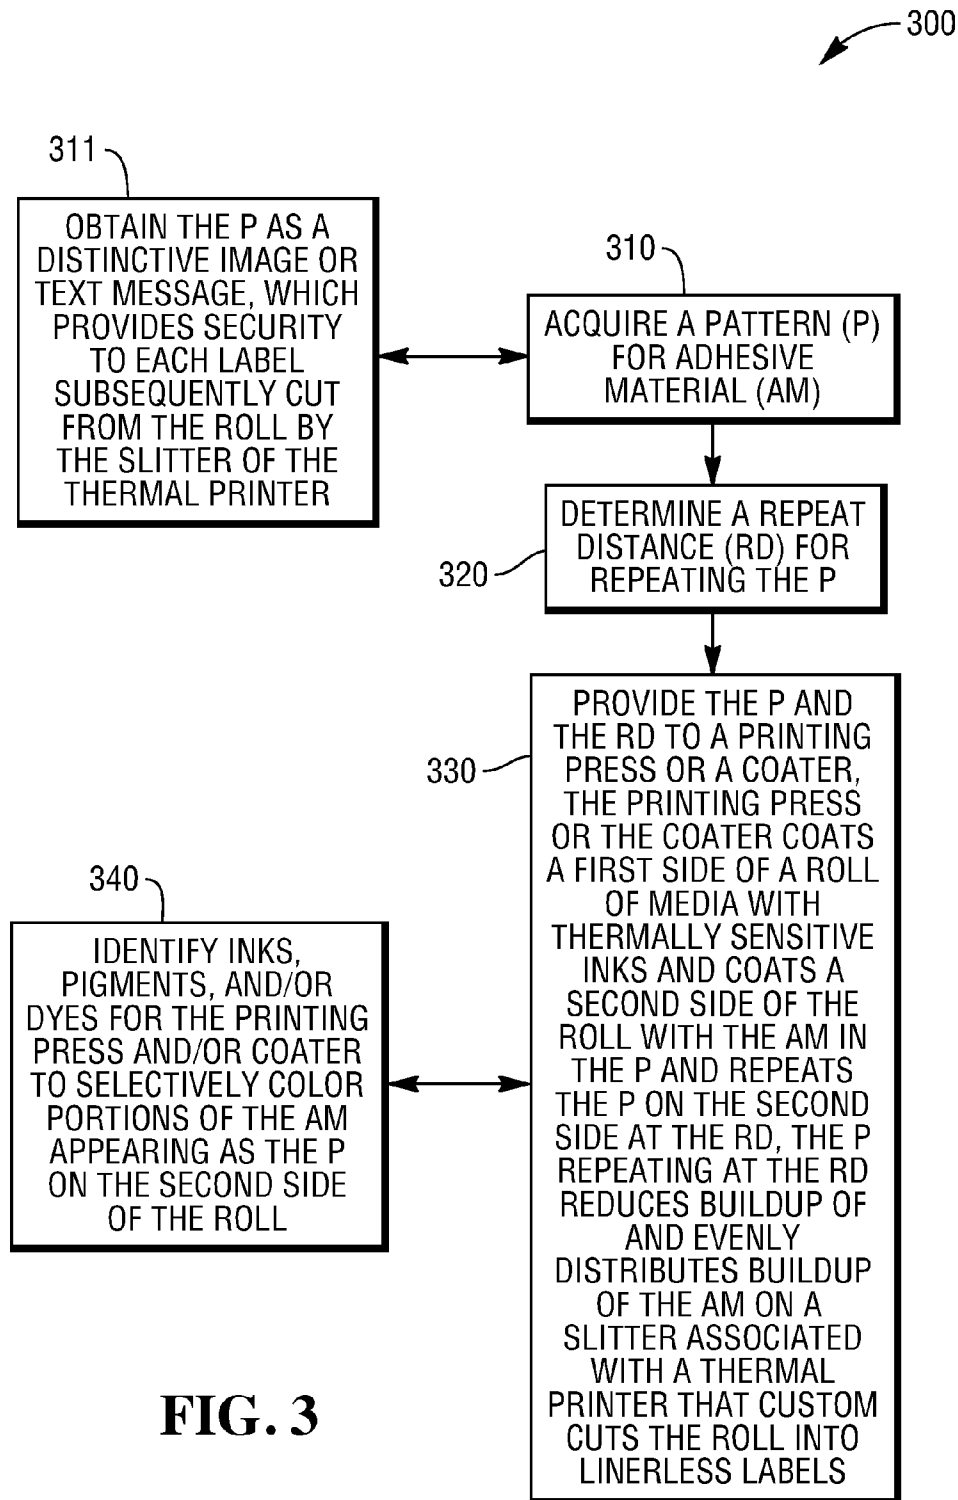 300
311
OBTAIN THE P AS A
DISTINCTIVE IMAGE OR
TEXT MESSAGE, WHICH
PROVIDES SECURITY
TO EACH LABEL
SUBSEQUENTLY CUT
FROM THE ROLL BY
THE SLITTER OF THE
THERMAL PRINTER
310
ACQUIRE A PATTERN (P)
FOR ADHESIVE
MATERIAL (AM)
320
DETERMINE A REPEAT
DISTANCE (RD) FOR
REPEATING THE P
330
PROVIDE THE P AND
THE RD TO A PRINTING
PRESS OR A COATER,
THE PRINTING PRESS
OR THE COATER COATS
A FIRST SIDE OF A ROLL
OF MEDIA WITH
THERMALLY SENSITIVE
INKS AND COATS A
SECOND SIDE OF THE
ROLL WITH THE AM IN
THE P AND REPEATS
THE P ON THE SECOND
SIDE AT THE RD, THE P
REPEATING AT THE RD
REDUCES BUILDUP OF
AND EVENLY
DISTRIBUTES BUILDUP
OF THE AM ON A
SLITTER ASSOCIATED
WITH A THERMAL
PRINTER THAT CUSTOM
CUTS THE ROLL INTO
LINERLESS LABELS
340
IDENTIFY INKS,
PIGMENTS, AND/OR
DYES FOR THE PRINTING
PRESS AND/OR COATER
TO SELECTIVELY COLOR
PORTIONS OF THE AM
APPEARING AS THE P
ON THE SECOND SIDE
OF THE ROLL
FIG. 3